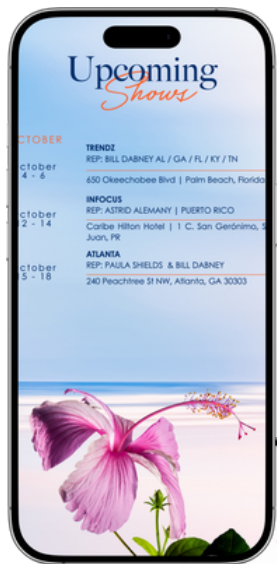 Upcoming
Shows
CTOBER
TRENDZ
REP: BILL DABNEY AL / GA / FL / KY / TN
ctober
4 - 6
650 Okeechobee Blvd | Palm Beach, Florida
INFOCUS
REP: ASTRID ALEMANY | PUERTO RICO
ctober
2 - 14
Caribe Hilton Hotel | 1 C. San Gerónimo, S
Juan, PR
ATLANTA
REP: PAULA SHIELDS & BILL DABNEY
ctober
5 - 18
240 Peachtree St NW, Atlanta, GA 30303